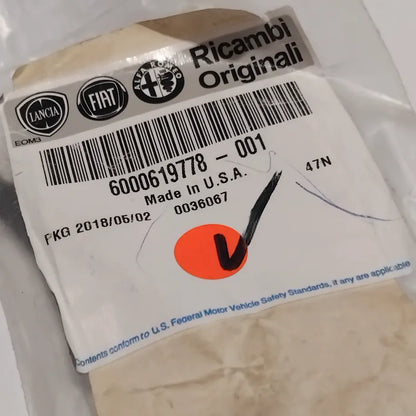 LANCIA
FIAT
ALFA ROMEO
Ricambi
Originali
EOM3
6000619778 - 001
Made in U.S.A.
47N
PKG 2018/05/02
0036067
Contents conform to U.S. Federal Motor Vehicle Safety Standards, if any are applicable